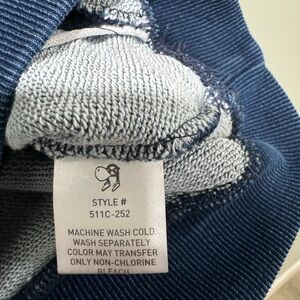 STYLE #
511C-252
MACHINE WASH COLD
WASH SEPARATELY
COLOR MAY TRANSFER
ONLY NON-CHLORINE
BLEACH